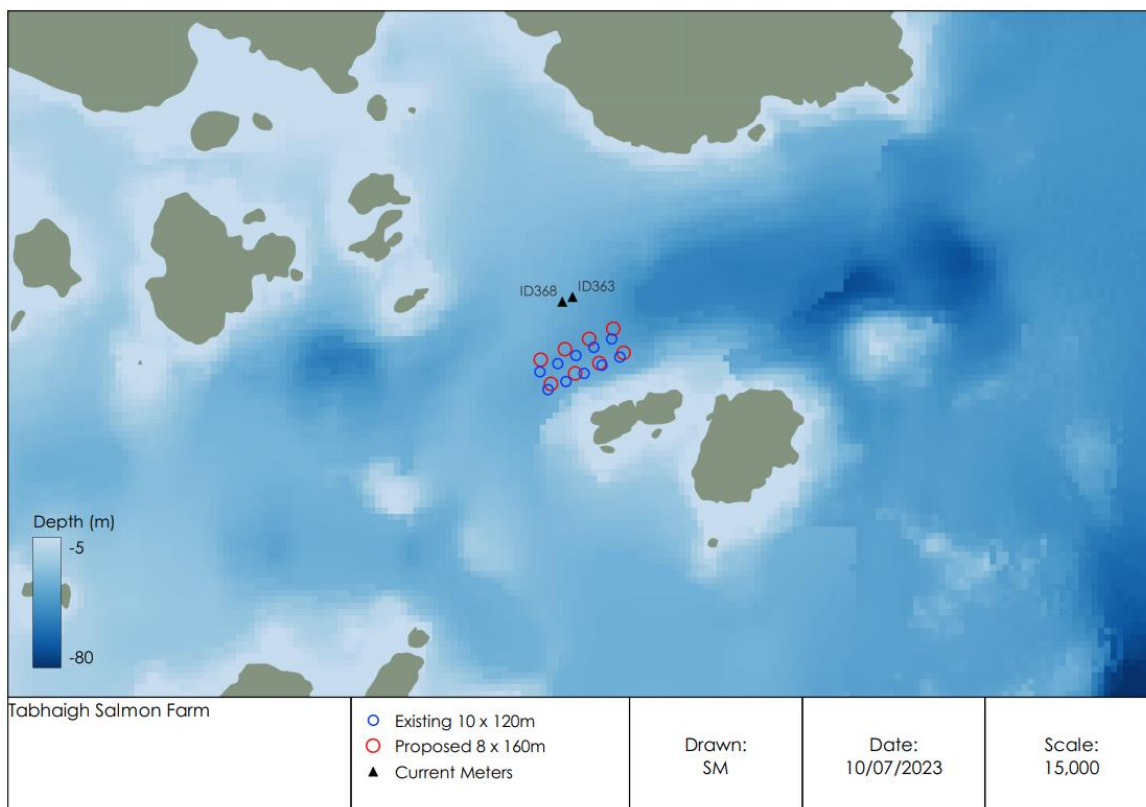 ID368
ID363
Depth (m)
-5
-80
Tabhaigh Salmon Farm
Existing 10 x 120m
Proposed 8 x 160m
Current Meters
Drawn:
SM
Date:
10/07/2023
Scale:
15,000